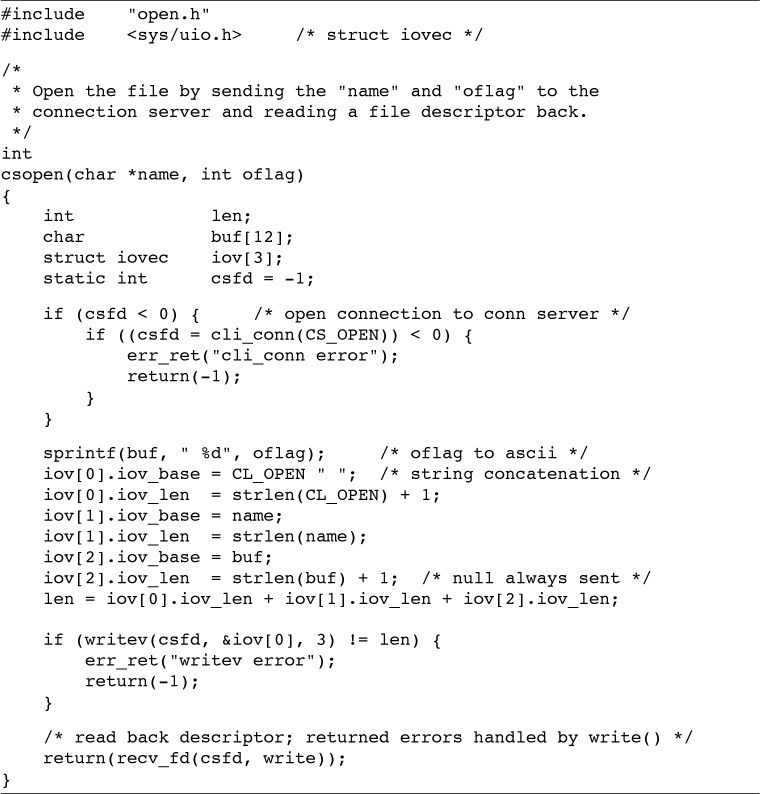 #include    "open.h"
#include    <sys/uio.h>     /* struct iovec */

/*
 * Open the file by sending the "name" and "oflag" to the
 * connection server and reading a file descriptor back.
 */
int
csopen(char *name, int oflag)
{
    int             len;
    char            buf[12];
    struct iovec    iov[3];
    static int      csfd = -1;

    if (csfd < 0) {     /* open connection to conn server */
        if ((csfd = cli_conn(CS_OPEN)) < 0) {
            err_ret("cli_conn error");
            return(-1);
        }
    }

    sprintf(buf, " %d", oflag);     /* oflag to ascii */
    iov[0].iov_base = CL_OPEN " ";  /* string concatenation */
    iov[0].iov_len  = strlen(CL_OPEN) + 1;
    iov[1].iov_base = name;
    iov[1].iov_len  = strlen(name);
    iov[2].iov_base = buf;
    iov[2].iov_len  = strlen(buf) + 1;  /* null always sent */
    len = iov[0].iov_len + iov[1].iov_len + iov[2].iov_len;

    if (writev(csfd, &iov[0], 3) != len) {
        err_ret("writev error");
        return(-1);
    }

    /* read back descriptor; returned errors handled by write() */
    return(recv_fd(csfd, write));
}